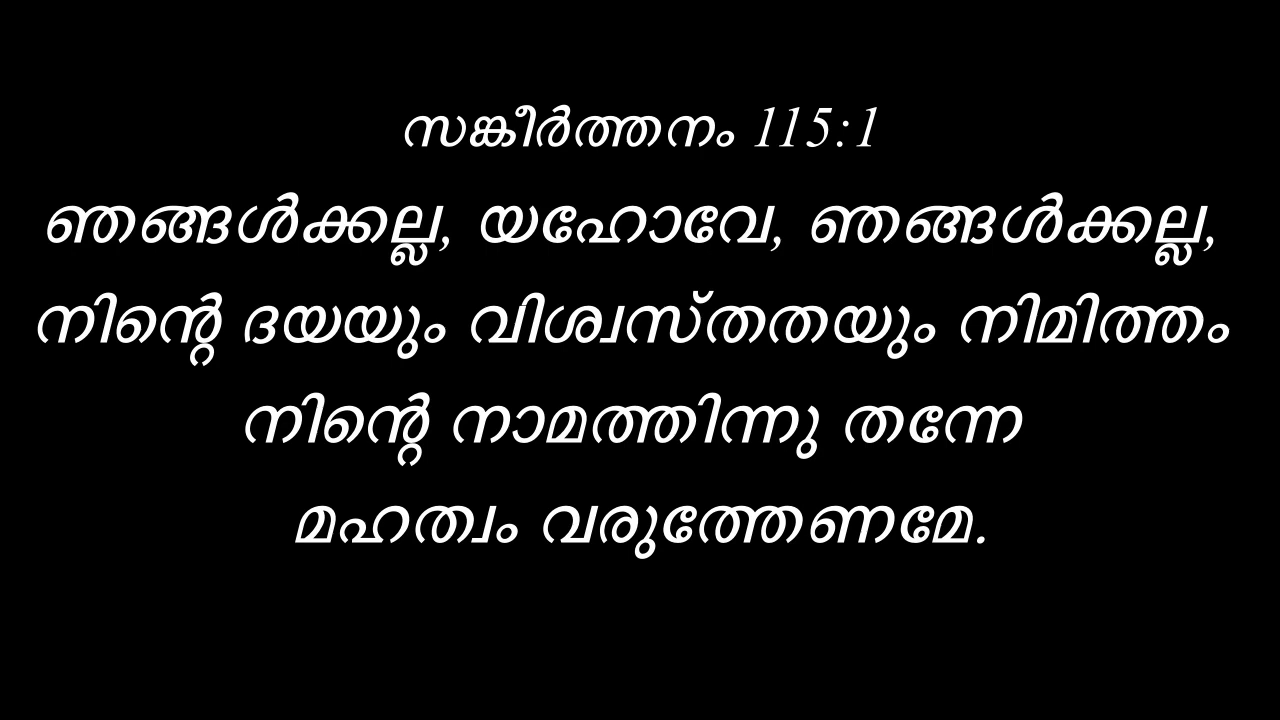 സങ്കീർത്തനം 115:1
ഞങ്ങൾക്കല്ല, യഹോവേ, ഞങ്ങൾക്കല്ല,
നിന്റെ ദയയും വിശ്വസ്തതയും നിമിത്തം
നിന്റെ നാമത്തിന്നു തന്നേ
മഹത്വം വരുത്തേണമേ.